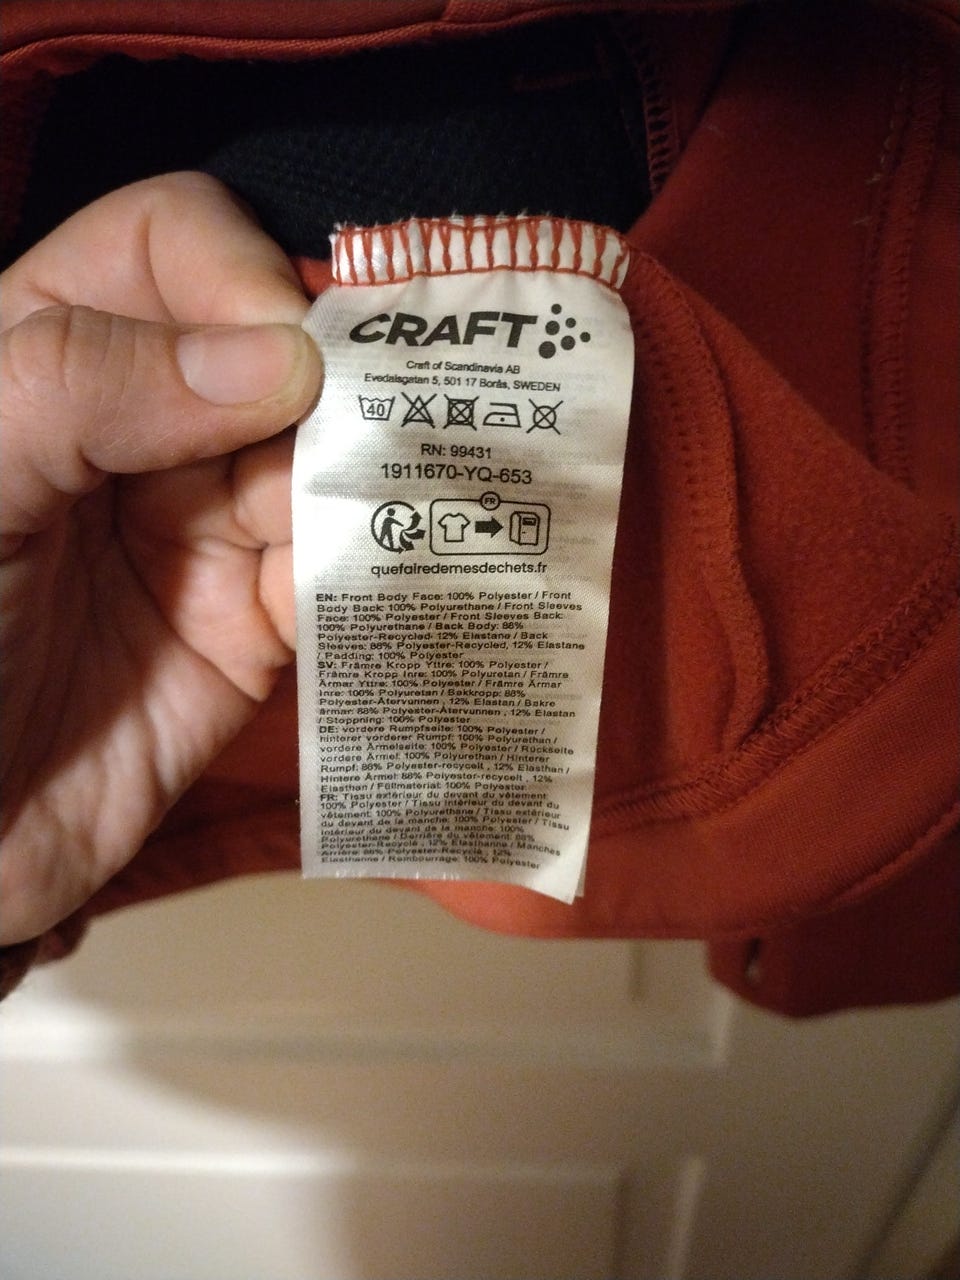 CRAFT
Craft of Scandinavia AB
Evedalsgatan 5, 501 17 Borås, SWEDEN
40
RN: 99431
1911670-YQ-653
FR
quefairedemesdechets.fr
EN: Front Body Face: 100% Polyester / Front
Body Back: 100% Polyurethane / Front Sleeves
Face: 100% Polyester / Front Sleeves Back:
100% Polyurethane / Back Body: 88%
Polyester-Recycled, 12% Elastane / Back
Sleeves: 88% Polyester-Recycled, 12% Elastane
/ Padding: 100% Polyester
SV: Främre Kropp Yttre: 100% Polyester /
Främre Kropp Inre: 100% Polyuretan / Främre
Ärmar Yttre: 100% Polyester / Främre Ärmar
Inre: 100% Polyuretan / Bakkropp: 88%
Polyester-Återvunnen , 12% Elastan / Bakre
ärmar: 88% Polyester-Återvunnen , 12% Elastan
/ Stoppning: 100% Polyester
DE: vordere Rumpfseite: 100% Polyester /
hinterer vorderer Rumpf: 100% Polyurethan /
vordere Ärmelseite: 100% Polyester / Rückseite
vordere Ärmel: 100% Polyurethan / Hinterer
Rumpf: 88% Polyester-recycelt , 12% Elasthan /
Hintere Ärmel: 88% Polyester-recycelt , 12%
Elasthan / Füllmaterial: 100% Polyester
FR: Tissu extérieur du devant du vêtement:
100% Polyester / Tissu intérieur du devant du
vêtement: 100% Polyurethane / Tissu extérieur
du devant de la manche: 100% Polyester / Tissu
intérieur du devant de la manche: 100%
Polyurethane / Derrière du vêtement: 88%
Polyester-Recyclé , 12% Elasthanne / Manches
Arrière: 88% Polyester-Recyclé , 12%
Elasthanne / Rembourrage: 100% Polyester